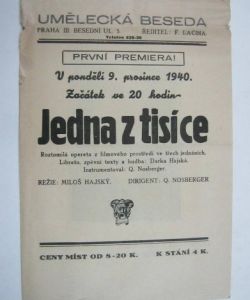 UMĚLECKÁ BESEDA
PRAHA III BESEDNÍ UL. 3. ŘEDITEL: F. LACINA.
Telefon 
PRVNÍ PREMIERA!
V pondělí 9. prosince 1940.
Začátek ve 20 hodin
Jedna z tisíce
Roztomilá opereta z filmového prostředí ve třech jednáních.
Libreto, zpěvní texty a hudba: Darka Hajská.
Instrumentoval: Q. Nosberger.
REŽIE: MILOŠ HAJSKÝ. DIRIGENT: Q. NOSBERGER
CENY MÍST OD 8-20 K. K STÁNÍ 4 K.